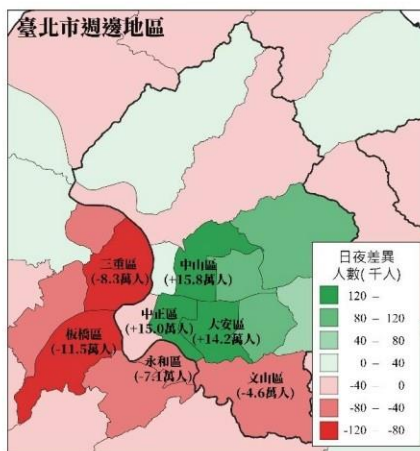 臺北市週邊地區
三重區
(-8.3萬人)
中山區
(+15.8萬人)
中正區
(+15.0萬人)
大安區
(+14.2萬人)
板橋區
(-11.5萬人)
永和區
(-7.1萬人)
文山區
(-4.6萬人)
日夜差異
人數(千人)
120 –
80 – 120
40 – 80
0 – 40
-40 – 0
-80 – -40
-120 – -80